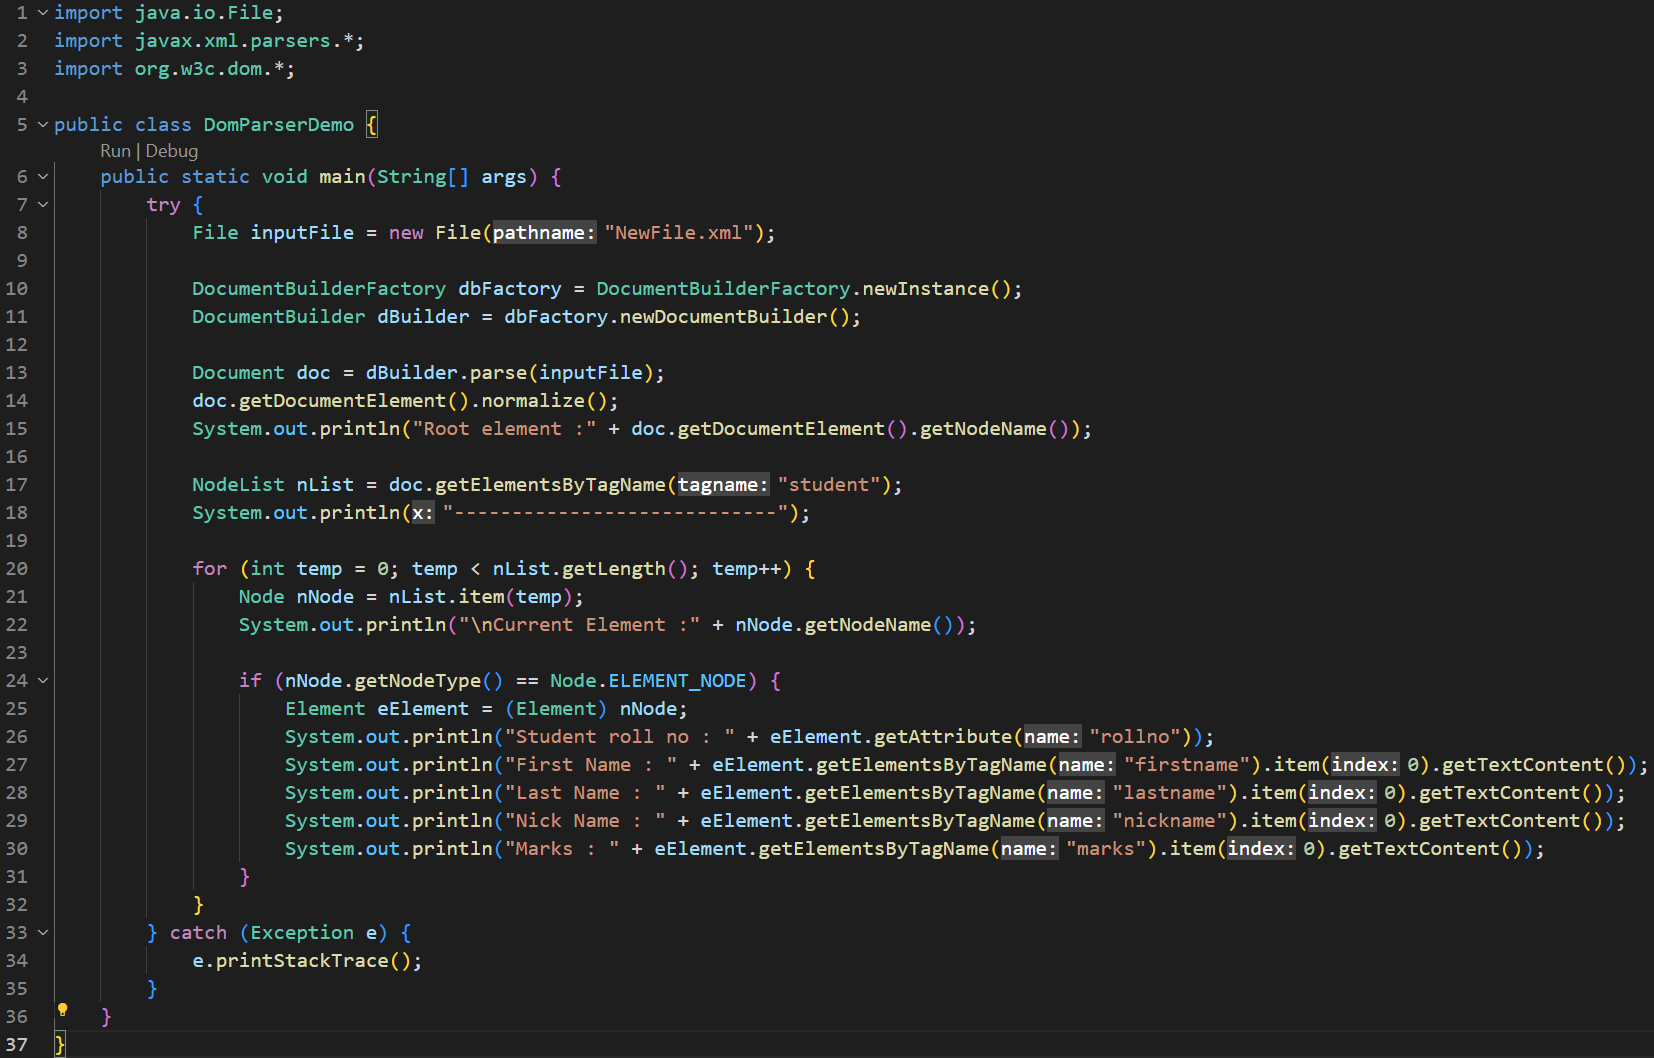 1 import java.io.File;
2 import javax.xml.parsers.*;
3 import org.w3c.dom.*;
4
5 public class DomParserDemo {
Run | Debug
6     public static void main(String[] args) {
7         try {
8             File inputFile = new File(pathname: "NewFile.xml");
9
10             DocumentBuilderFactory dbFactory = DocumentBuilderFactory.newInstance();
11             DocumentBuilder dBuilder = dbFactory.newDocumentBuilder();
12
13             Document doc = dBuilder.parse(inputFile);
14             doc.getDocumentElement().normalize();
15             System.out.println("Root element :" + doc.getDocumentElement().getNodeName());
16
17             NodeList nList = doc.getElementsByTagName(tagname: "student");
18             System.out.println(x: "----------------------------");
19
20             for (int temp = 0; temp < nList.getLength(); temp++) {
21                 Node nNode = nList.item(temp);
22                 System.out.println("\nCurrent Element :" + nNode.getNodeName());
23
24                 if (nNode.getNodeType() == Node.ELEMENT_NODE) {
25                     Element eElement = (Element) nNode;
26                     System.out.println("Student roll no : " + eElement.getAttribute(name: "rollno"));
27                     System.out.println("First Name : " + eElement.getElementsByTagName(name: "firstname").item(index: 0).getTextContent());
28                     System.out.println("Last Name : " + eElement.getElementsByTagName(name: "lastname").item(index: 0).getTextContent());
29                     System.out.println("Nick Name : " + eElement.getElementsByTagName(name: "nickname").item(index: 0).getTextContent());
30                     System.out.println("Marks : " + eElement.getElementsByTagName(name: "marks").item(index: 0).getTextContent());
31                 }
32             }
33         } catch (Exception e) {
34             e.printStackTrace();
35         }
36     }
37 }